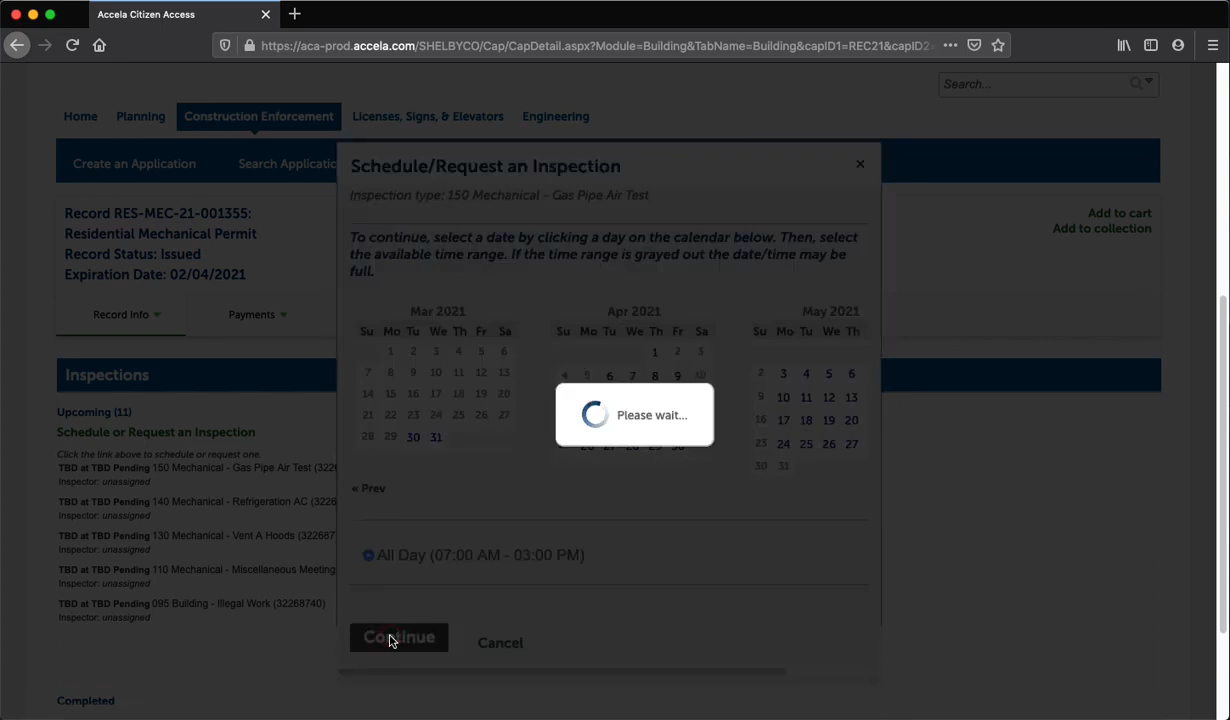 Accela Citizen Access
https://aca-prod.accela.com/SHELBYCO/Cap/CapDetail.aspx?Module=Building&TabName=Building&capID1=REC21&capID2=
Search...
Home Planning Construction Enforcement Licenses, Signs, & Elevators Engineering
Create an Application Search Applicatio
Schedule/Request an Inspection
Inspection type: 150 Mechanical - Gas Pipe Air Test
Record RES-MEC-21-001355:
Residential Mechanical Permit
Record Status: Issued
Expiration Date: 02/04/2021
Add to cart
Add to collection
Record Info Payments
To continue, select a date by clicking a day on the calendar below. Then, select
the available time range. If the time range is grayed out the date/time may be
full.
Mar 2021 Apr 2021 May 2021
Su Mo Tu We Th Fr Sa Su Mo Tu We Th Fr Sa Su Mo Tu We Th
1 2 3 4 5 6 1 2 3
7 8 9 10 11 12 13 4 5 6 7 8 9 10 2 3 4 5 6
14 15 16 17 18 19 20 9 10 11 12 13
21 22 23 24 25 26 27 16 17 18 19 20
28 29 30 31 23 24 25 26 27
30 31
Please wait...
« Prev
All Day (07:00 AM - 03:00 PM)
Continue Cancel
Inspections
Upcoming (11)
Schedule or Request an Inspection
Click the link above to schedule or request one.
TBD at TBD Pending 150 Mechanical - Gas Pipe Air Test (322
Inspector: unassigned
TBD at TBD Pending 140 Mechanical - Refrigeration AC (3226
Inspector: unassigned
TBD at TBD Pending 130 Mechanical - Vent A Hoods (322687
Inspector: unassigned
TBD at TBD Pending 110 Mechanical - Miscellaneous Meeting
Inspector: unassigned
TBD at TBD Pending 095 Building - Illegal Work (32268740)
Inspector: unassigned
Completed